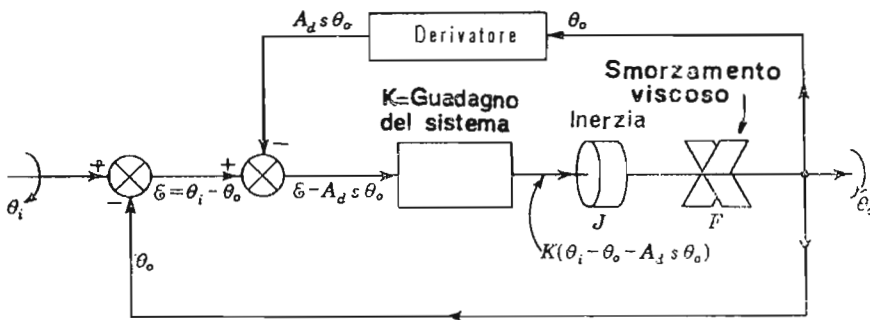 A_d s θ_o
Derivatore
θ_o
Smorzamento
viscoso
K=Guadagno
del sistema
Inerzia
+
−
ℰ=θ_i−θ_o
+
−
ℰ−A_d s θ_o
θ_i
J
F
θ_o
K(θ_i−θ_o−A_d s θ_o)
θ_o